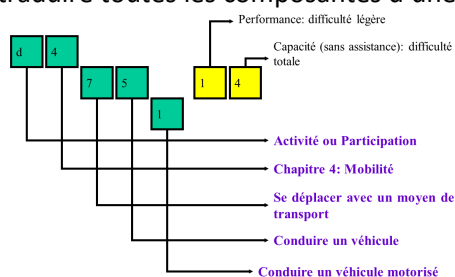 traduire toutes les composantes d'une
Performance: difficulté légère
Capacité (sans assistance): difficulté
totale
d 4
7 5
1 4
1
Activité ou Participation
Chapitre 4: Mobilité
Se déplacer avec un moyen de
transport
Conduire un véhicule
Conduire un véhicule motorisé